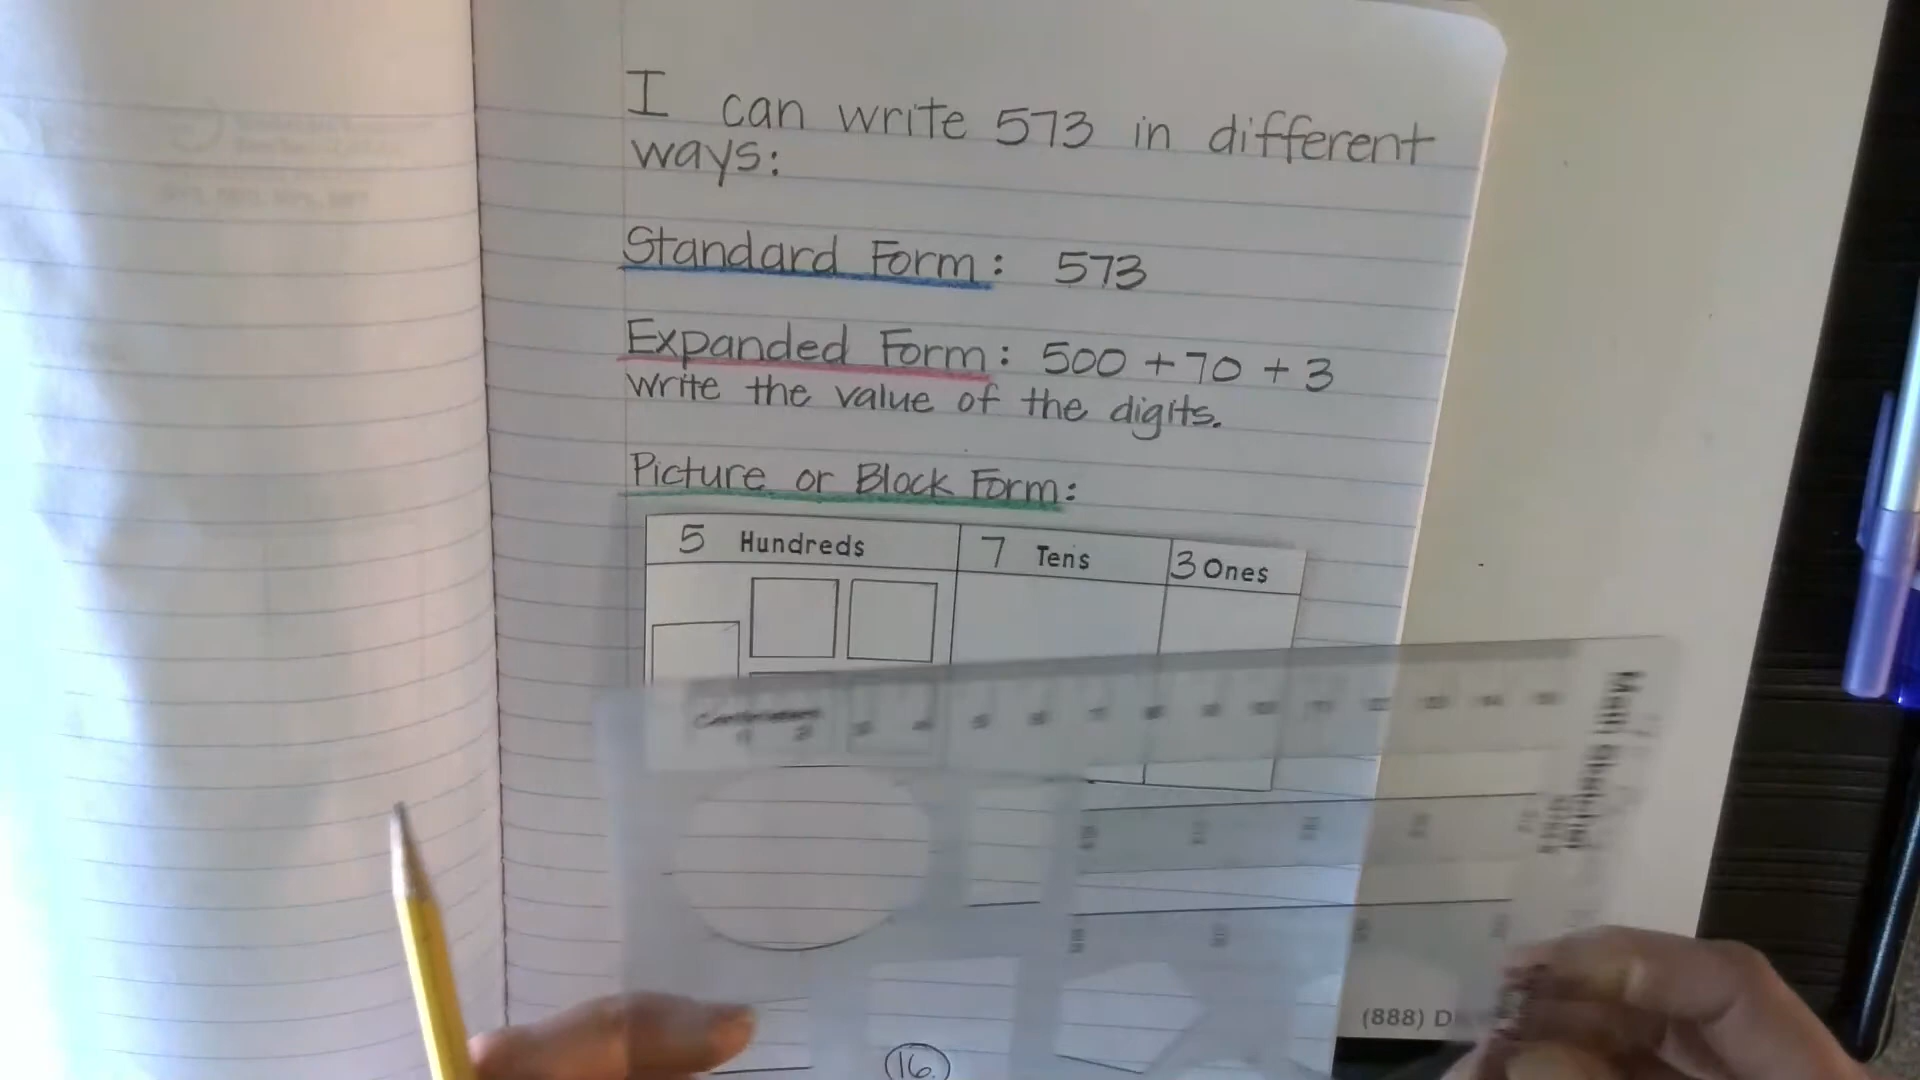 I can write 573 in different
ways:
Standard Form: 573
Expanded Form: 500 + 70 + 3
write the value of the digits.
Picture or Block Form:
5 Hundreds 7 Tens 3 Ones
(888)
16